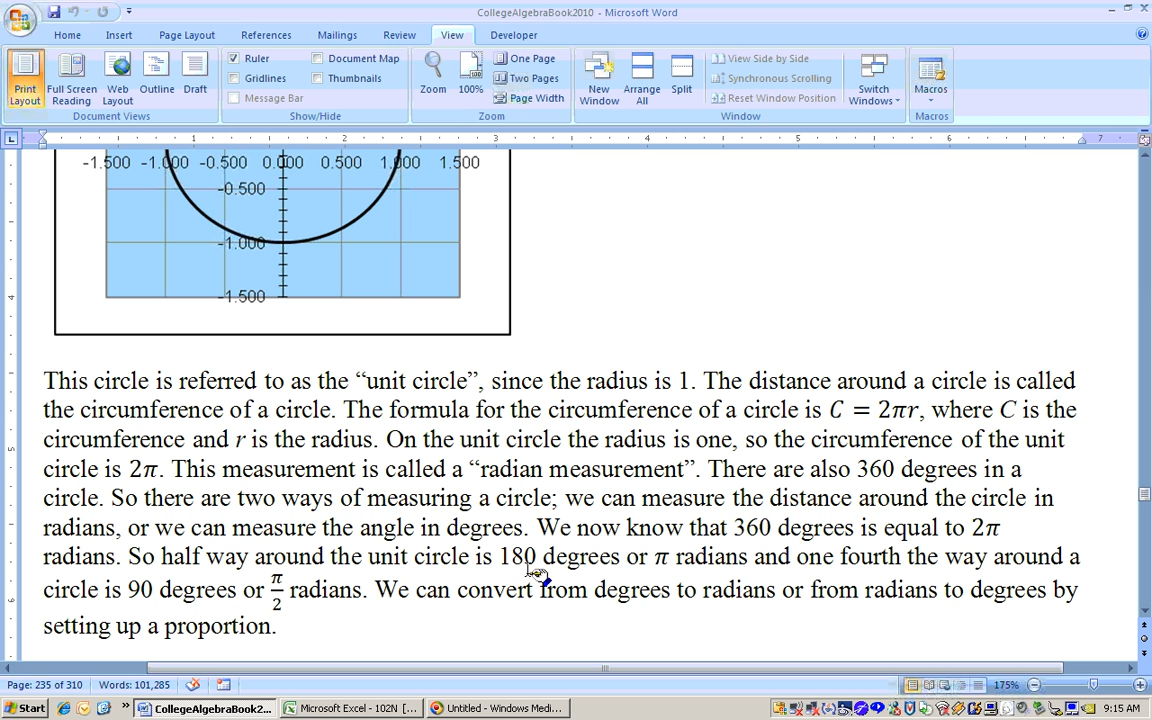 CollegeAlgebraBook2010 - Microsoft Word
Home Insert Page Layout References Mailings Review View Developer
Print Layout
Full Screen Reading
Web Layout
Outline
Draft
Document Views
Ruler
Gridlines
Message Bar
Document Map
Thumbnails
Show/Hide
Zoom
100%
One Page
Two Pages
Page Width
Zoom
New Window
Arrange All
Split
View Side by Side
Synchronous Scrolling
Reset Window Position
Switch Windows
Window
Macros
Macros
1 2 3 4 5 6 7
-1.500 -1.000 -0.500 0.000 0.500 1.000 1.500
-0.500
-1.000
-1.500
This circle is referred to as the “unit circle”, since the radius is 1. The distance around a circle is called
the circumference of a circle. The formula for the circumference of a circle is C = 2πr, where C is the
circumference and r is the radius. On the unit circle the radius is one, so the circumference of the unit
circle is 2π. This measurement is called a “radian measurement”. There are also 360 degrees in a
circle. So there are two ways of measuring a circle; we can measure the distance around the circle in
radians, or we can measure the angle in degrees. We now know that 360 degrees is equal to 2π
radians. So half way around the unit circle is 180 degrees or π radians and one fourth the way around a
circle is 90 degrees or π/2 radians. We can convert from degrees to radians or from radians to degrees by
setting up a proportion.
Page: 235 of 310 Words: 101,285 175%
Start CollegeAlgebraBook2... Microsoft Excel - 102N [... Untitled - Windows Medi... 9:15 AM